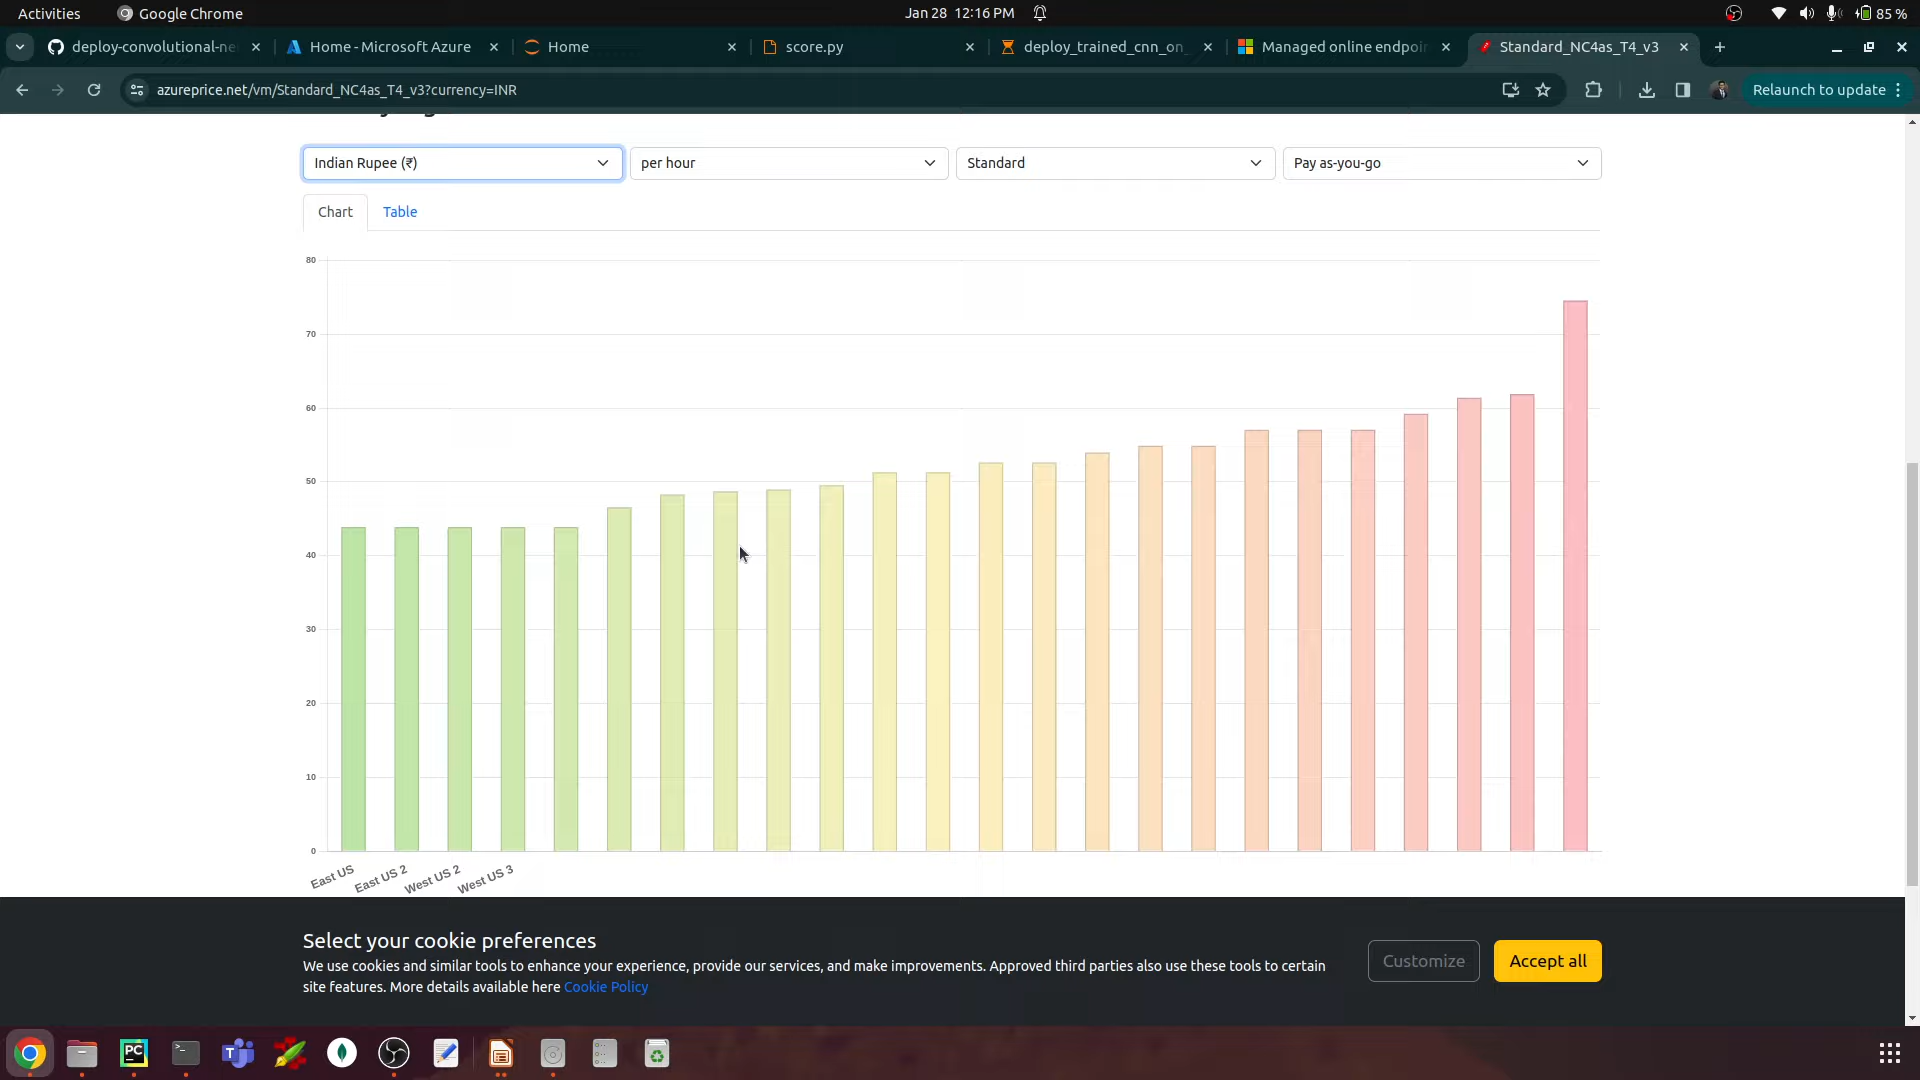 Activities Google Chrome Jan 28 12:16 PM 85 %
deploy-convolutional-ne Home - Microsoft Azure Home score.py deploy_trained_cnn_on_ Managed online endpoin Standard_NC4as_T4_v3
azureprice.net/vm/Standard_NC4as_T4_v3?currency=INR Relaunch to update
Indian Rupee (₹) per hour Standard Pay as-you-go
Chart Table
80
70
60
50
40
30
20
10
0
East US East US 2 West US 2 West US 3
Select your cookie preferences
We use cookies and similar tools to enhance your experience, provide our services, and make improvements. Approved third parties also use these tools to certain
site features. More details available here Cookie Policy
Customize Accept all